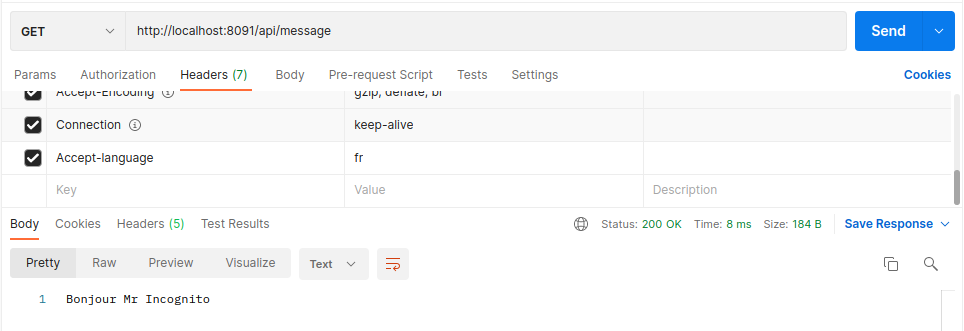 GET http://localhost:8091/api/message Send
Params Authorization Headers (7) Body Pre-request Script Tests Settings Cookies
Accept-Encoding gzip, deflate, br
Connection keep-alive
Accept-language fr
Key Value Description
Body Cookies Headers (5) Test Results Status: 200 OK Time: 8 ms Size: 184 B Save Response
Pretty Raw Preview Visualize Text
1 Bonjour Mr Incognito